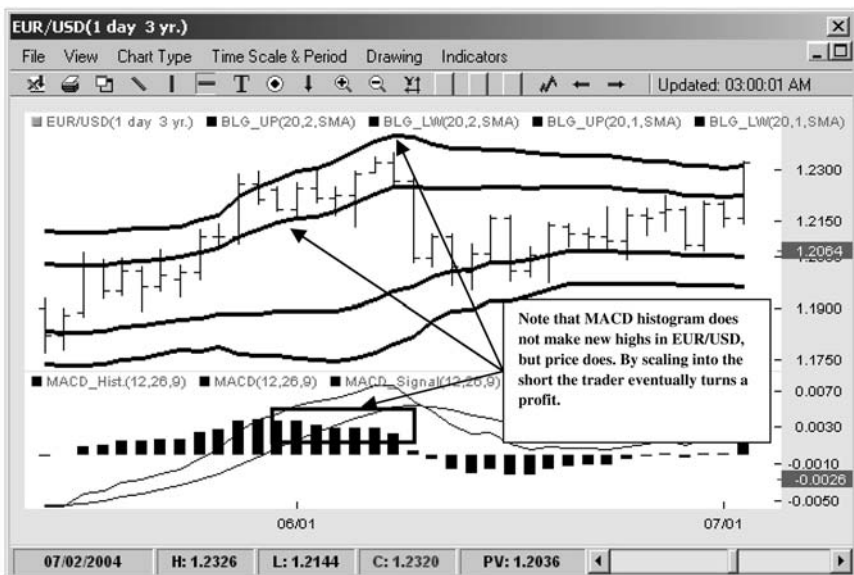 EUR/USD(1 day 3 yr.)
File View Chart Type Time Scale & Period Drawing Indicators
T Updated: 03:00:01 AM
EUR/USD(1 day 3 yr.) BLG_UP(20,2,SMA) BLG_LW(20,2,SMA) BLG_UP(20,1,SMA) BLG_LW(20,1,SMA)
1.2300
1.2150
1.2064
1.1900
1.1750
Note that MACD histogram does
not make new highs in EUR/USD,
but price does. By scaling into the
short the trader eventually turns a
profit.
MACD_Hist.(12,26,9) MACD(12,26,9) MACD_Signal(12,26,9)
0.0070
0.0030
-0.0010
-0.0026
-0.0050
06/01 07/01
07/02/2004 H: 1.2326 L: 1.2144 C: 1.2320 PV: 1.2036